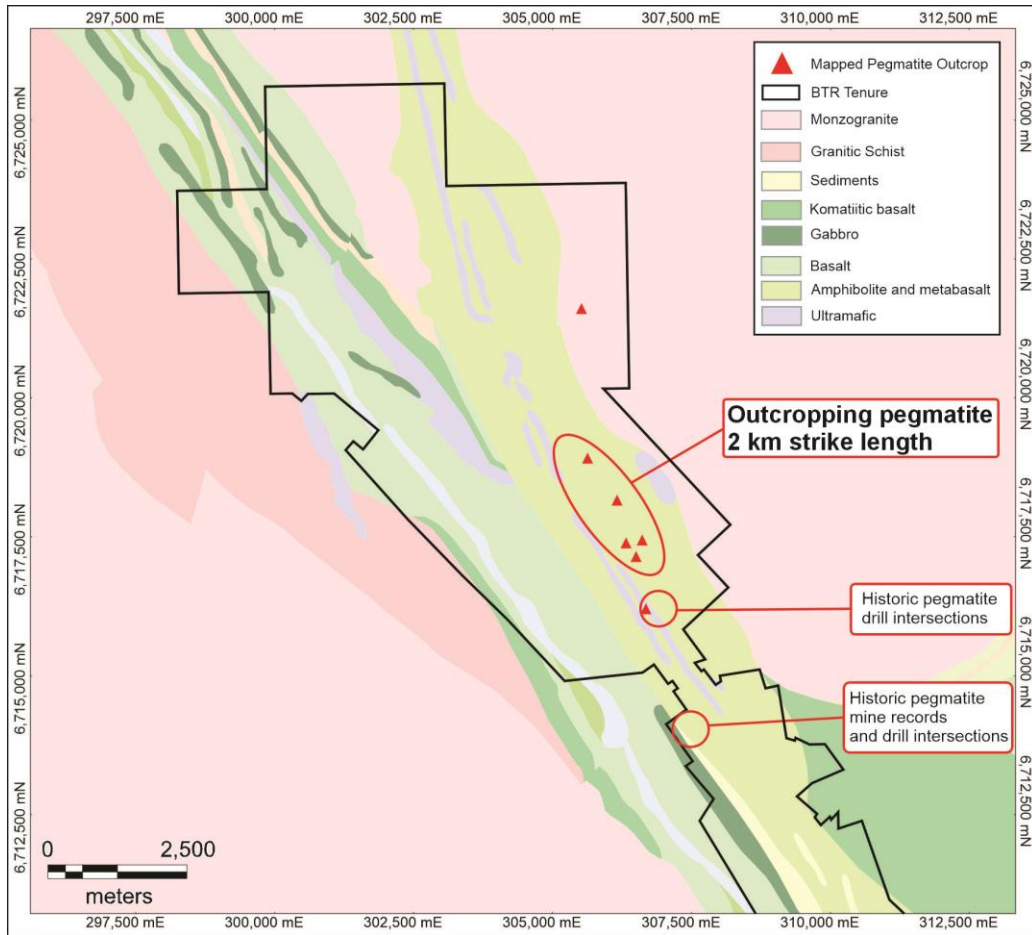 297,500 mE
300,000 mE
302,500 mE
305,000 mE
307,500 mE
310,000 mE
312,500 mE
6,725,000 mN
6,722,500 mN
6,720,000 mN
6,717,500 mN
6,715,000 mN
6,712,500 mN
Mapped Pegmatite Outcrop
BTR Tenure
Monzogranite
Granitic Schist
Sediments
Komatiitic basalt
Gabbro
Basalt
Amphibolite and metabasalt
Ultramafic
6,725,000 mN
6,722,500 mN
6,720,000 mN
6,717,500 mN
6,715,000 mN
6,712,500 mN
Outcropping pegmatite
2 km strike length
Historic pegmatite
drill intersections
Historic pegmatite
mine records
and drill intersections
0
2,500
meters
297,500 mE
300,000 mE
302,500 mE
305,000 mE
307,500 mE
310,000 mE
312,500 mE